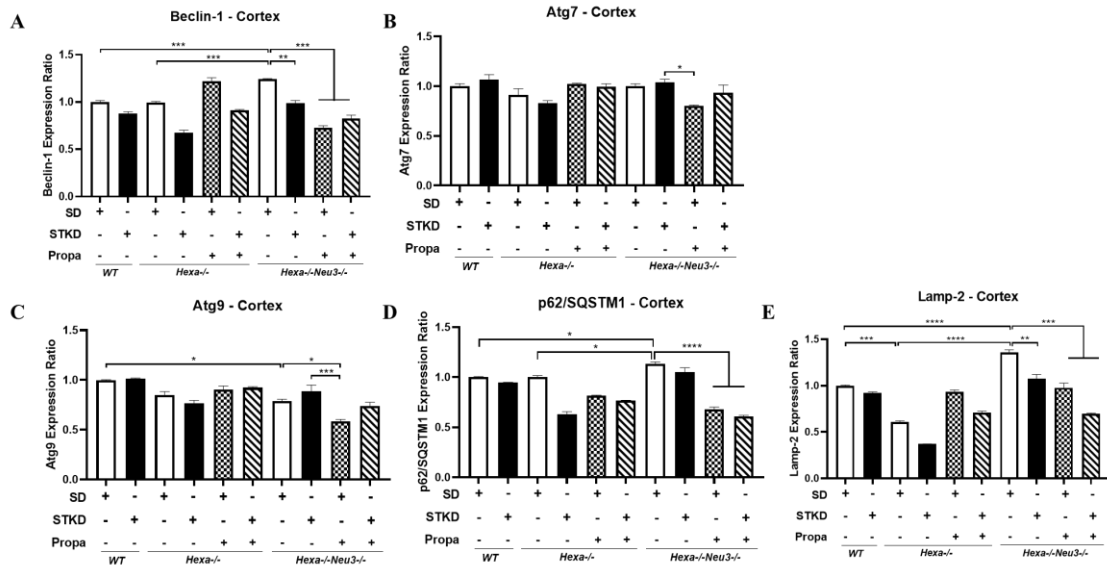 A
Beclin-1 - Cortex
Beclin-1 Expression Ratio
1.5
1.0
0.5
0.0
*** *** *** **
SD + - + - + - + - + -
STKD - + - + - + - + - +
Propa - - - - + + - - + +
WT Hexa-/- Hexa-/-Neu3-/-
B
Atg7 - Cortex
Atg7 Expression Ratio
1.5
1.0
0.5
0.0
*
SD + - + - + - + - + -
STKD - + - + - + - + - +
Propa - - - - + + - - + +
WT Hexa-/- Hexa-/-Neu3-/-
C
Atg9 - Cortex
Atg9 Expression Ratio
1.5
1.0
0.5
0.0
* * ***
SD + - + - + - + - + -
STKD - + - + - + - + - +
Propa - - - - + + - - + +
WT Hexa-/- Hexa-/-Neu3-/-
D
p62/SQSTM1 - Cortex
p62/SQSTM1 Expression Ratio
1.5
1.0
0.5
0.0
* * ****
SD + - + - + - + - + -
STKD - + - + - + - + - +
Propa - - - - + + - - + +
WT Hexa-/- Hexa-/-Neu3-/-
E
Lamp-2 - Cortex
Lamp-2 Expression Ratio
1.5
1.0
0.5
0.0
**** *** *** **** **
SD + - + - + - + - + -
STKD - + - + - + - + - +
Propa - - - - + + - - + +
WT Hexa-/- Hexa-/-Neu3-/-